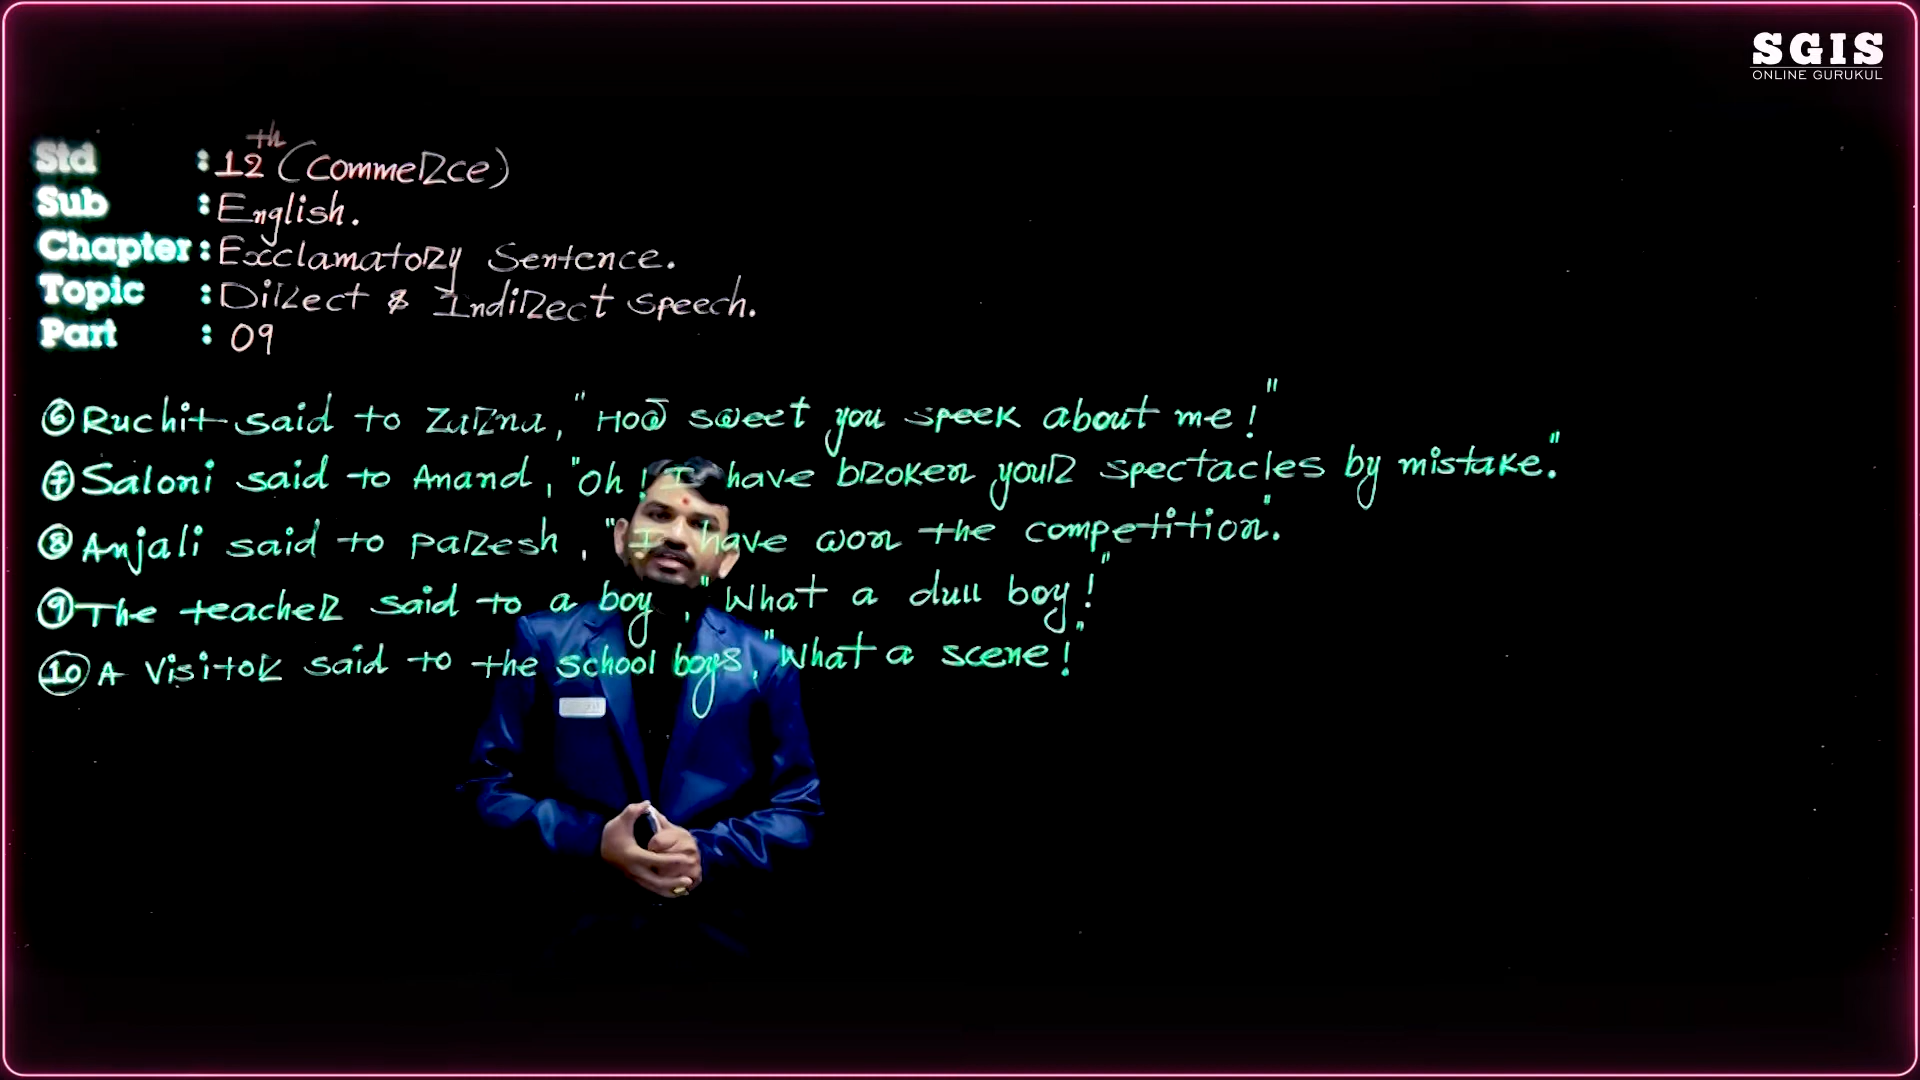 SGIS
ONLINE GURUKUL
Std : 12th (Commerce)
Sub : English.
Chapter : Exclamatory Sentence.
Topic : Direct & Indirect speech.
Part : 09
⑥ Ruchit said to Zarna, "How sweet you speek about me!"
⑦ Saloni said to Anand, "Oh! I have broken your spectacles by mistake."
⑧ Anjali said to Paresh, "I have won the competition".
⑨ The teacher said to a boy, "What a dull boy!"
⑩ A visitor said to the school boys, "What a scene!"